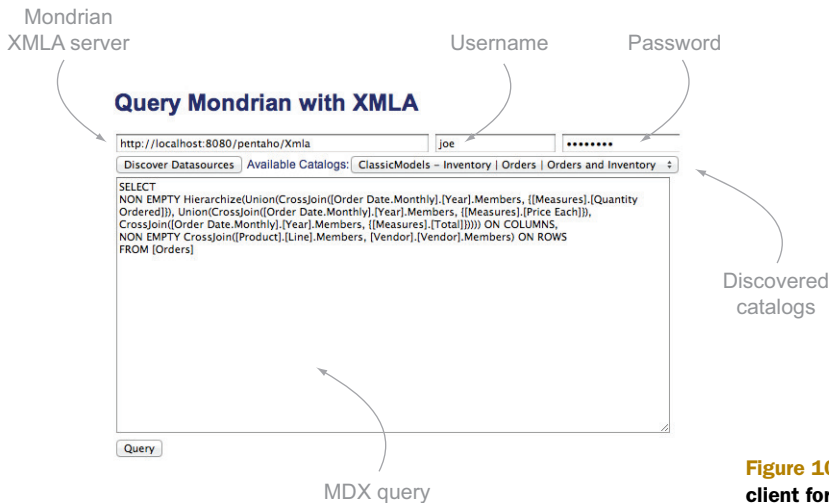 Mondrian
XMLA server
Username
Password
Query Mondrian with XMLA
http://localhost:8080/pentaho/Xmla
joe
••••••••
Discover Datasources Available Catalogs: ClassicModels – Inventory | Orders | Orders and Inventory
SELECT
NON EMPTY Hierarchize(Union(CrossJoin([Order Date.Monthly].[Year].Members, {[Measures].[Quantity
Ordered]}), Union(CrossJoin([Order Date.Monthly].[Year].Members, {[Measures].[Price Each]}),
CrossJoin([Order Date.Monthly].[Year].Members, {[Measures].[Total]})))) ON COLUMNS,
NON EMPTY CrossJoin([Product].[Line].Members, [Vendor].[Vendor].Members) ON ROWS
FROM [Orders]
Discovered
catalogs
Query
MDX query
Figure 10
client for